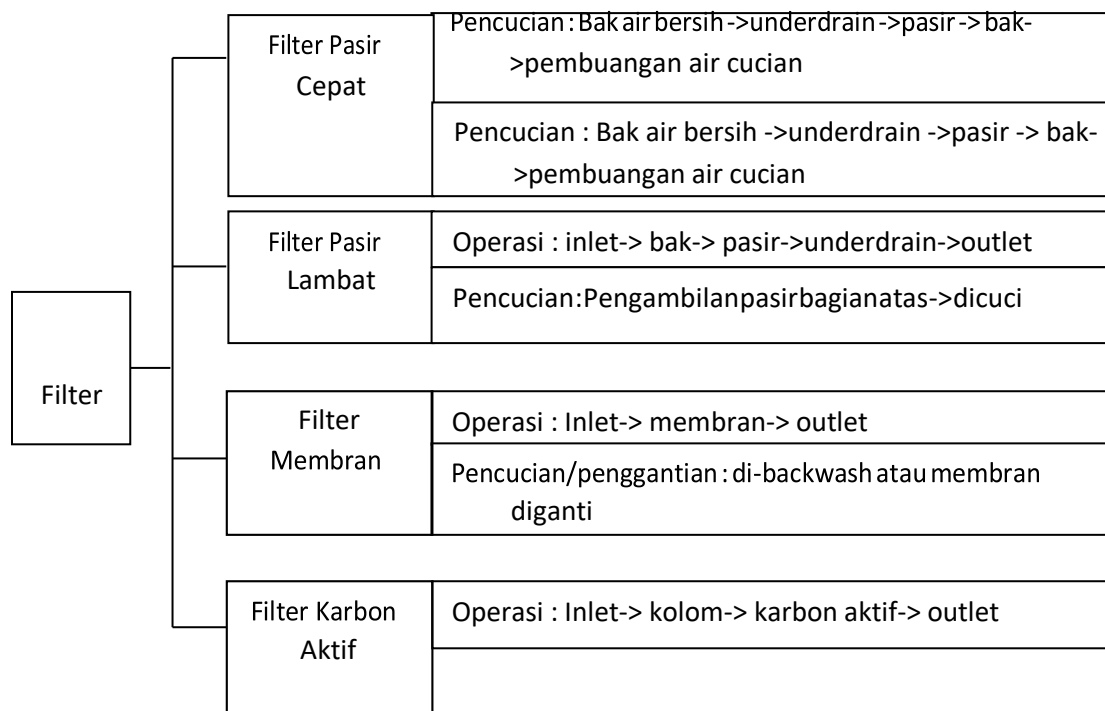 Filter
Filter Pasir
Cepat
Pencucian : Bak air bersih ->underdrain ->pasir -> bak-
>pembuangan air cucian
Pencucian : Bak air bersih ->underdrain ->pasir -> bak-
>pembuangan air cucian
Filter Pasir
Lambat
Operasi : inlet-> bak-> pasir->underdrain->outlet
Pencucian:Pengambilanpasirbagianatas->dicuci
Filter
Membran
Operasi : Inlet-> membran-> outlet
Pencucian/penggantian : di-backwash atau membran
diganti
Filter Karbon
Aktif
Operasi : Inlet-> kolom-> karbon aktif-> outlet